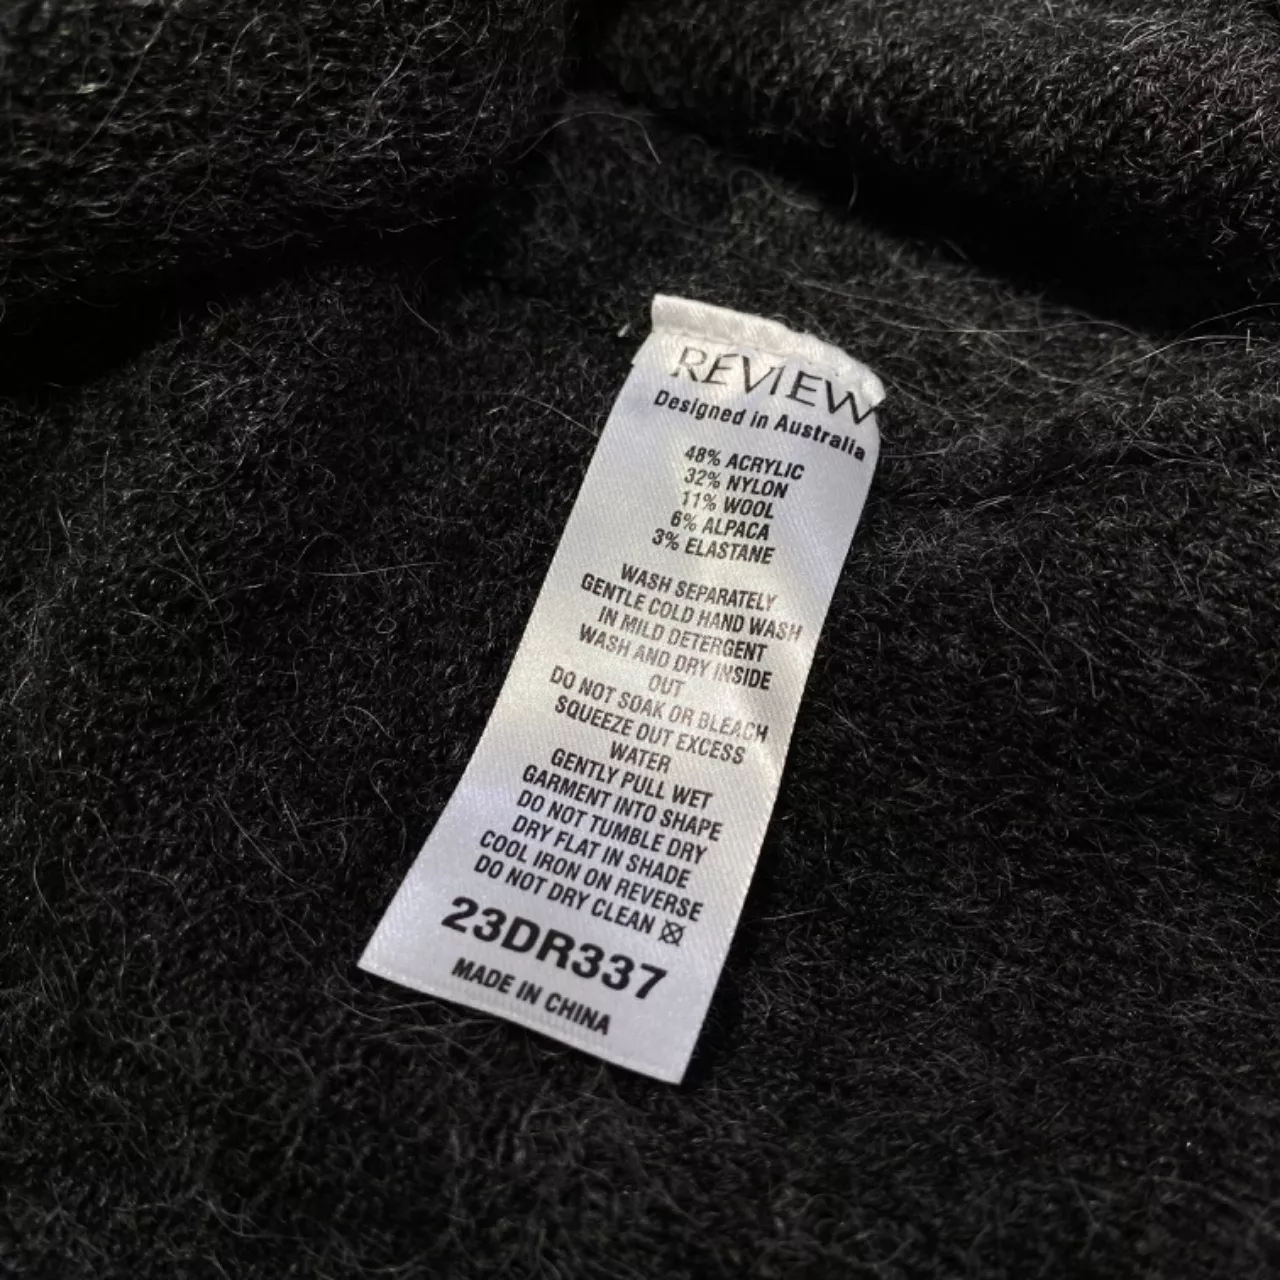 REVIEW
Designed in Australia
48% ACRYLIC
32% NYLON
11% WOOL
6% ALPACA
3% ELASTANE
WASH SEPARATELY
GENTLE COLD HAND WASH
IN MILD DETERGENT
WASH AND DRY INSIDE
OUT
DO NOT SOAK OR BLEACH
SQUEEZE OUT EXCESS
WATER
GENTLY PULL WET
GARMENT INTO SHAPE
DO NOT TUMBLE DRY
DRY FLAT IN SHADE
COOL IRON ON REVERSE
DO NOT DRY CLEAN
23DR337
MADE IN CHINA